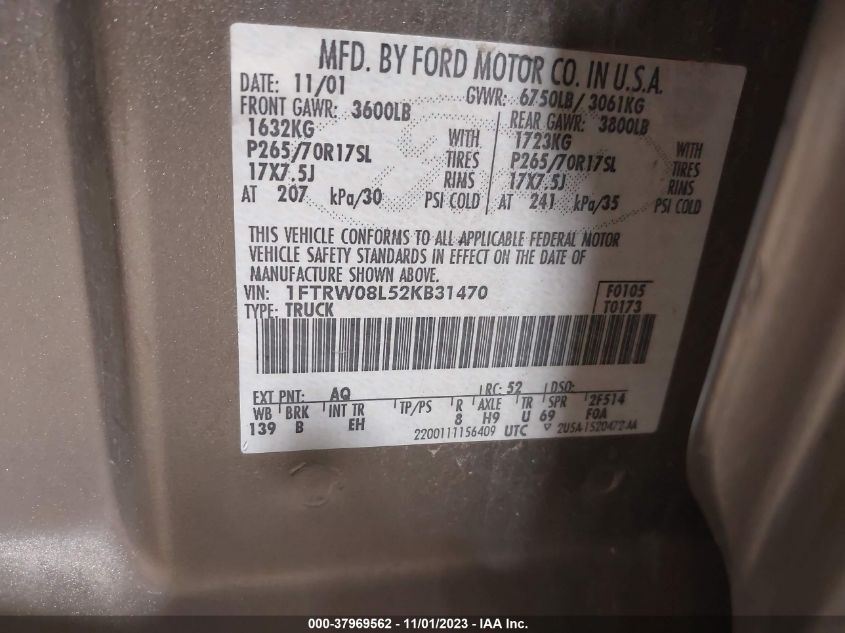 MFD. BY FORD MOTOR CO. IN U.S.A.
DATE: 11/01 GVWR: 6750LB/ 3061KG
FRONT GAWR: 3600LB REAR GAWR: 3800LB
1632KG WITH 1723KG WITH
P265/70R17SL TIRES P265/70R17SL TIRES
17X7.5J RIMS 17X7.5J RIMS
AT 207 kPa/30 PSI COLD AT 241 kPa/35 PSI COLD
THIS VEHICLE CONFORMS TO ALL APPLICABLE FEDERAL MOTOR
VEHICLE SAFETY STANDARDS IN EFFECT ON THE DATE OF
MANUFACTURE SHOWN ABOVE.
VIN: 1FTRW08L52KB31470 F0105
TYPE: TRUCK T0173
EXT PNT: AQ RC: 52 DSO:
WB BRK INT TR TP/PS R AXLE TR SPR 2F514
139 B EH 8 H9 U 69 F0A
2200111156409 UTC ▽ 2U5A-1520472-AA
000-37969562 - 11/01/2023 - IAA Inc.